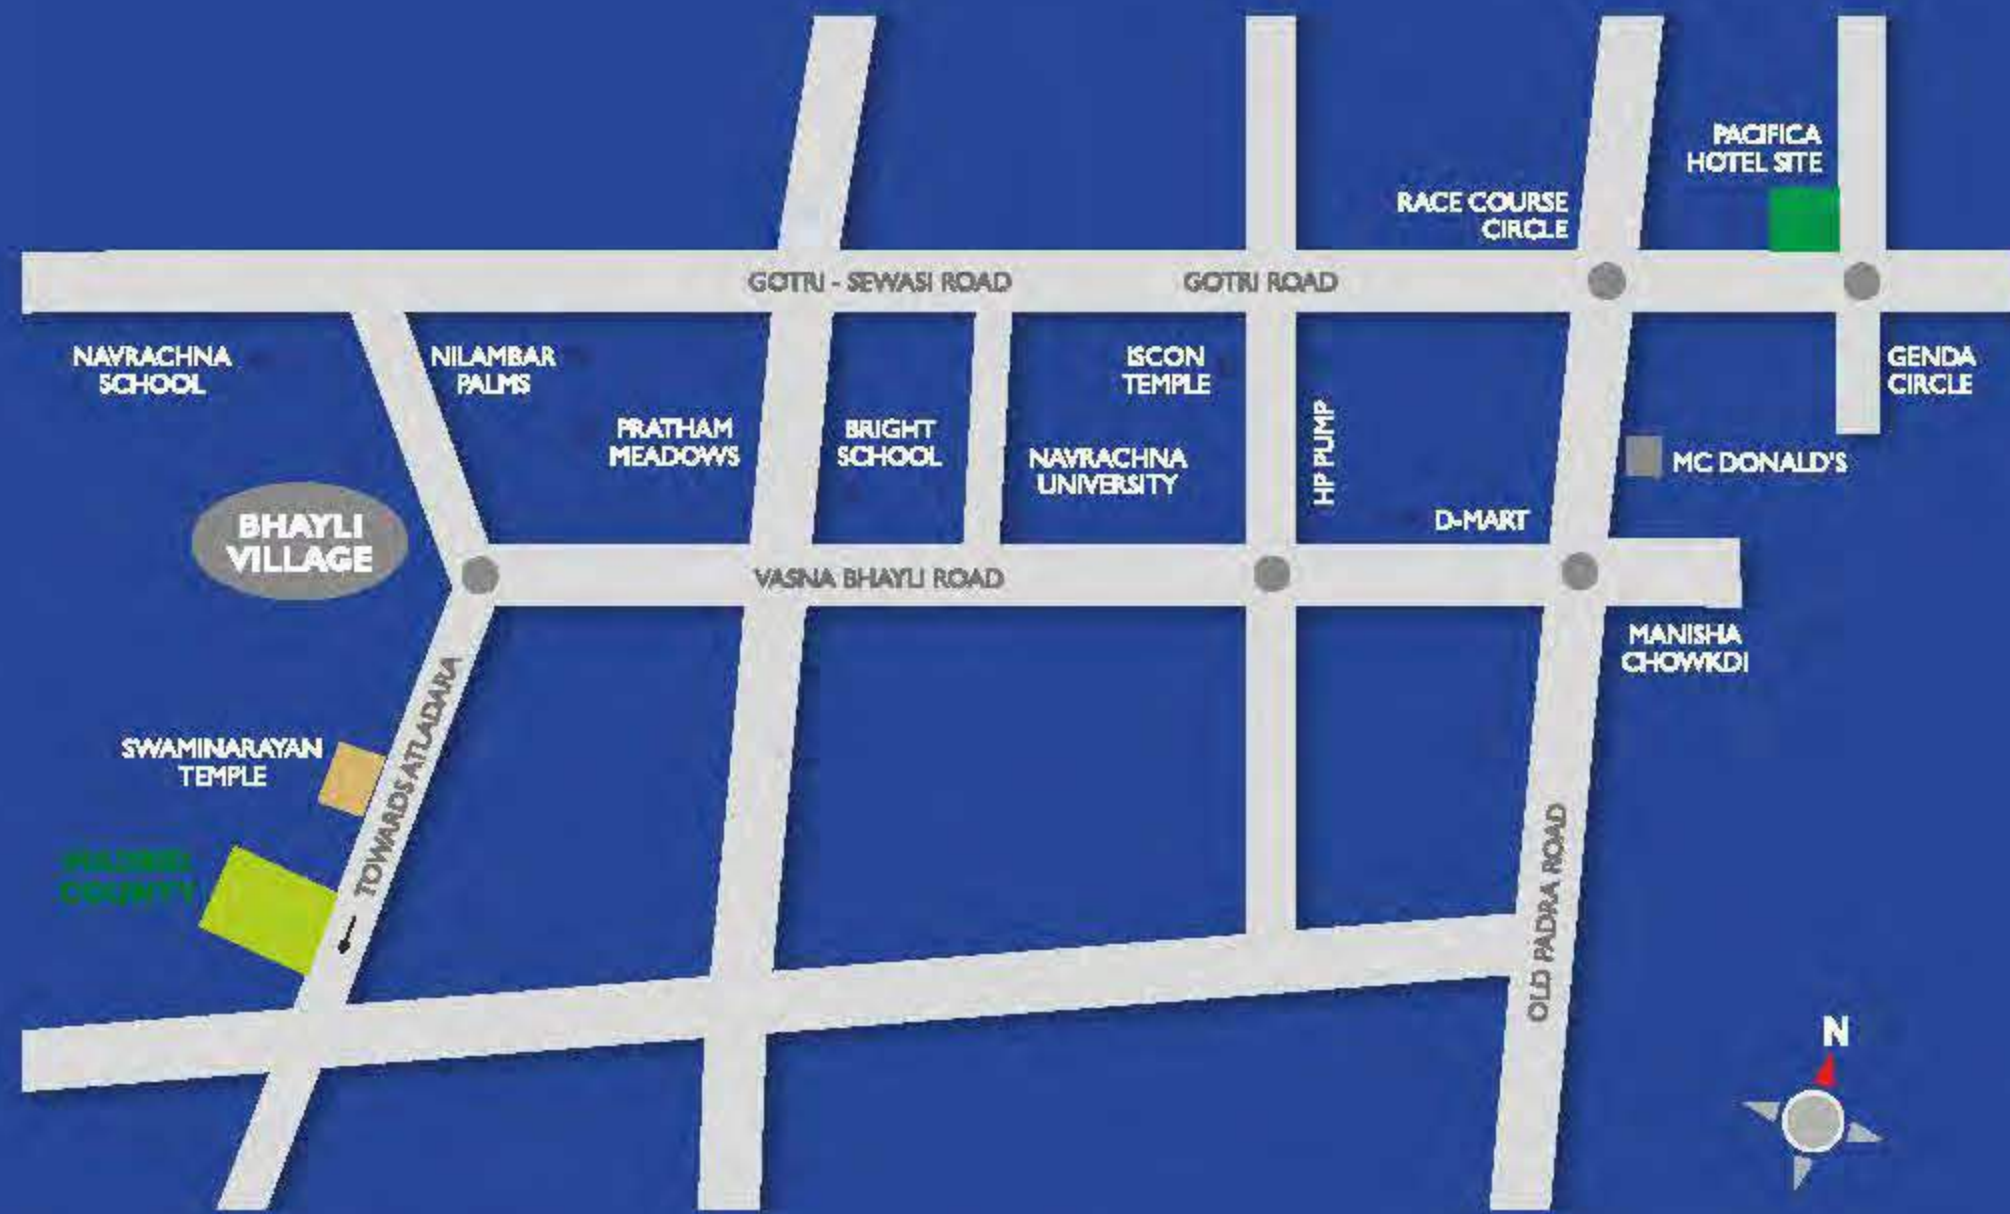 PACIFICA
HOTEL SITE
RACE COURSE
CIRCLE
GOTRI - SEWASI ROAD
GOTRI ROAD
NAVRACHNA
SCHOOL
NILAMBAR
PALMS
ISCON
TEMPLE
GENDA
CIRCLE
PRATHAM
MEADOWS
BRIGHT
SCHOOL
NAVRACHNA
UNIVERSITY
HP PUMP
MC DONALD'S
D-MART
BHAYLI
VILLAGE
VASNA BHAYLI ROAD
MANISHA
CHOWKDI
SWAMINARAYAN
TEMPLE
TOWARDS ATLADARA
COUNTY
OLD PADRA ROAD
N